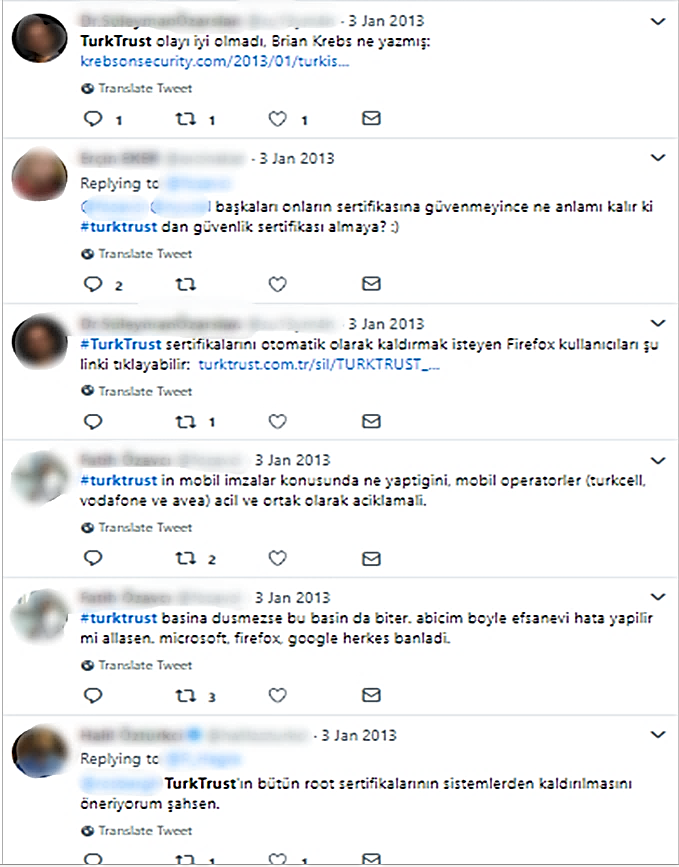 · 3 Jan 2013
TurkTrust olayı iyi olmadı, Brian Krebs ne yazmış:
krebsonsecurity.com/2013/01/turkis...
Translate Tweet
1 1 1
· 3 Jan 2013
Replying to
başkaları onların sertifikasına güvenmeyince ne anlamı kalır ki
#turktrust dan güvenlik sertifikası almaya? :)
Translate Tweet
2
· 3 Jan 2013
#TurkTrust sertifikalarını otomatik olarak kaldırmak isteyen Firefox kullanıcıları şu
linki tıklayabilir: turktrust.com.tr/sil/TURKTRUST_...
Translate Tweet
1
· 3 Jan 2013
#turktrust in mobil imzalar konusunda ne yaptigini, mobil operatorler (turkcell,
vodafone ve avea) acil ve ortak olarak aciklamali.
Translate Tweet
2
· 3 Jan 2013
#turktrust basina dusmezse bu basin da biter. abicim boyle efsanevi hata yapilir
mi allasen. microsoft, firefox, google herkes banladi.
Translate Tweet
3
· 3 Jan 2013
Replying to
TurkTrust'ın bütün root sertifikalarının sistemlerden kaldırılmasını
öneriyorum şahsen.
Translate Tweet
1 1